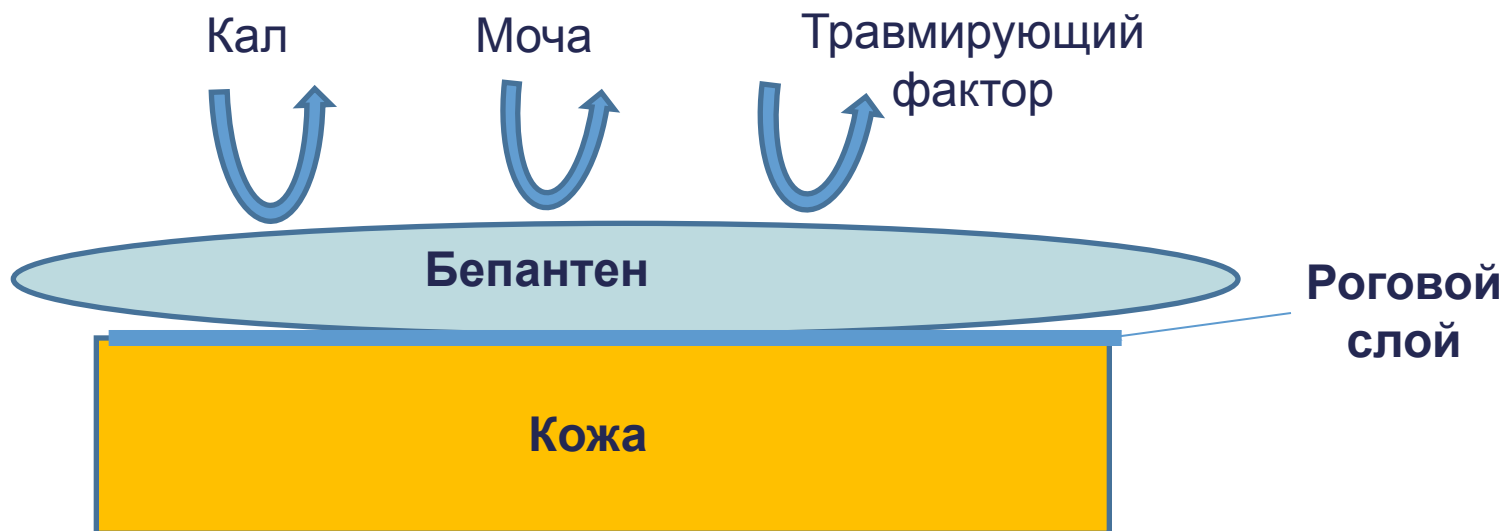 Кал
Моча
Травмирующий
фактор
Бепантен
Роговой
слой
Кожа